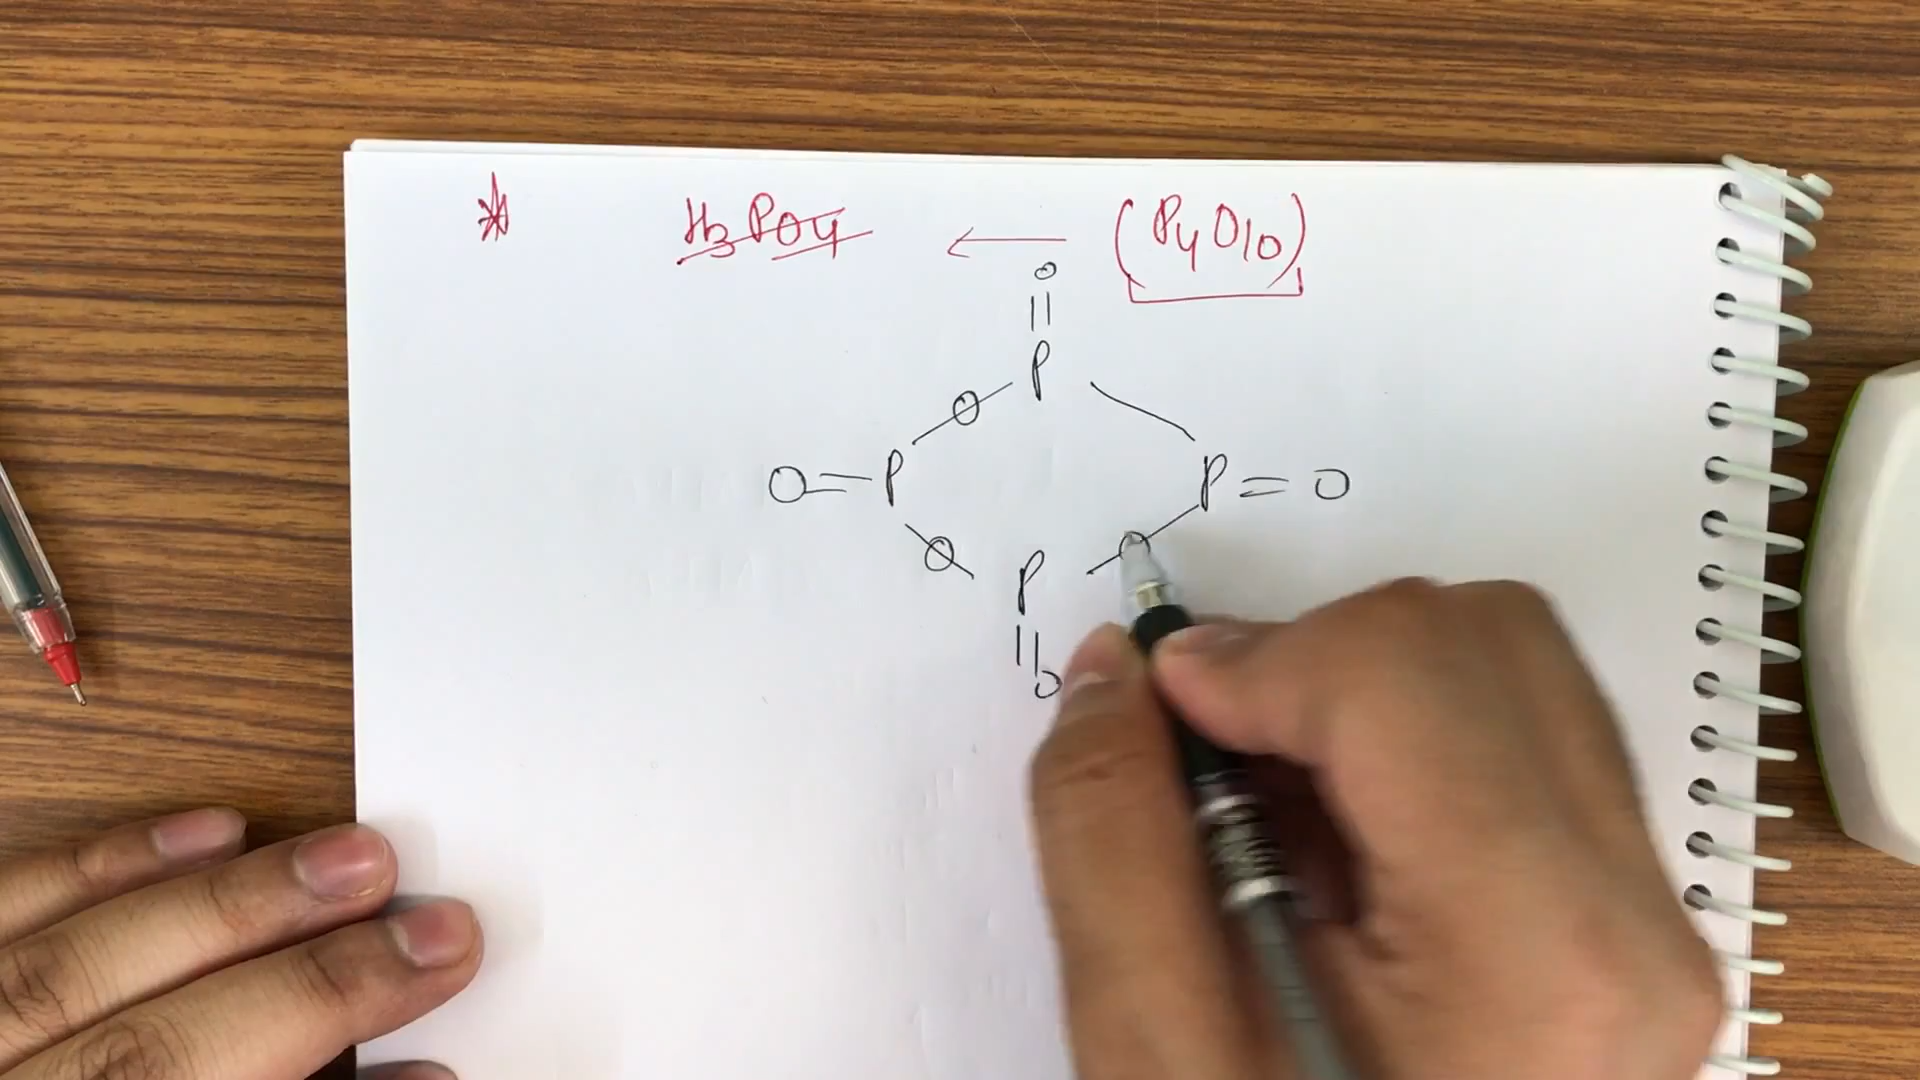 * H3PO4 ← (P4O10)
O
||
P
O
O=P P=O
O O
P
||
O